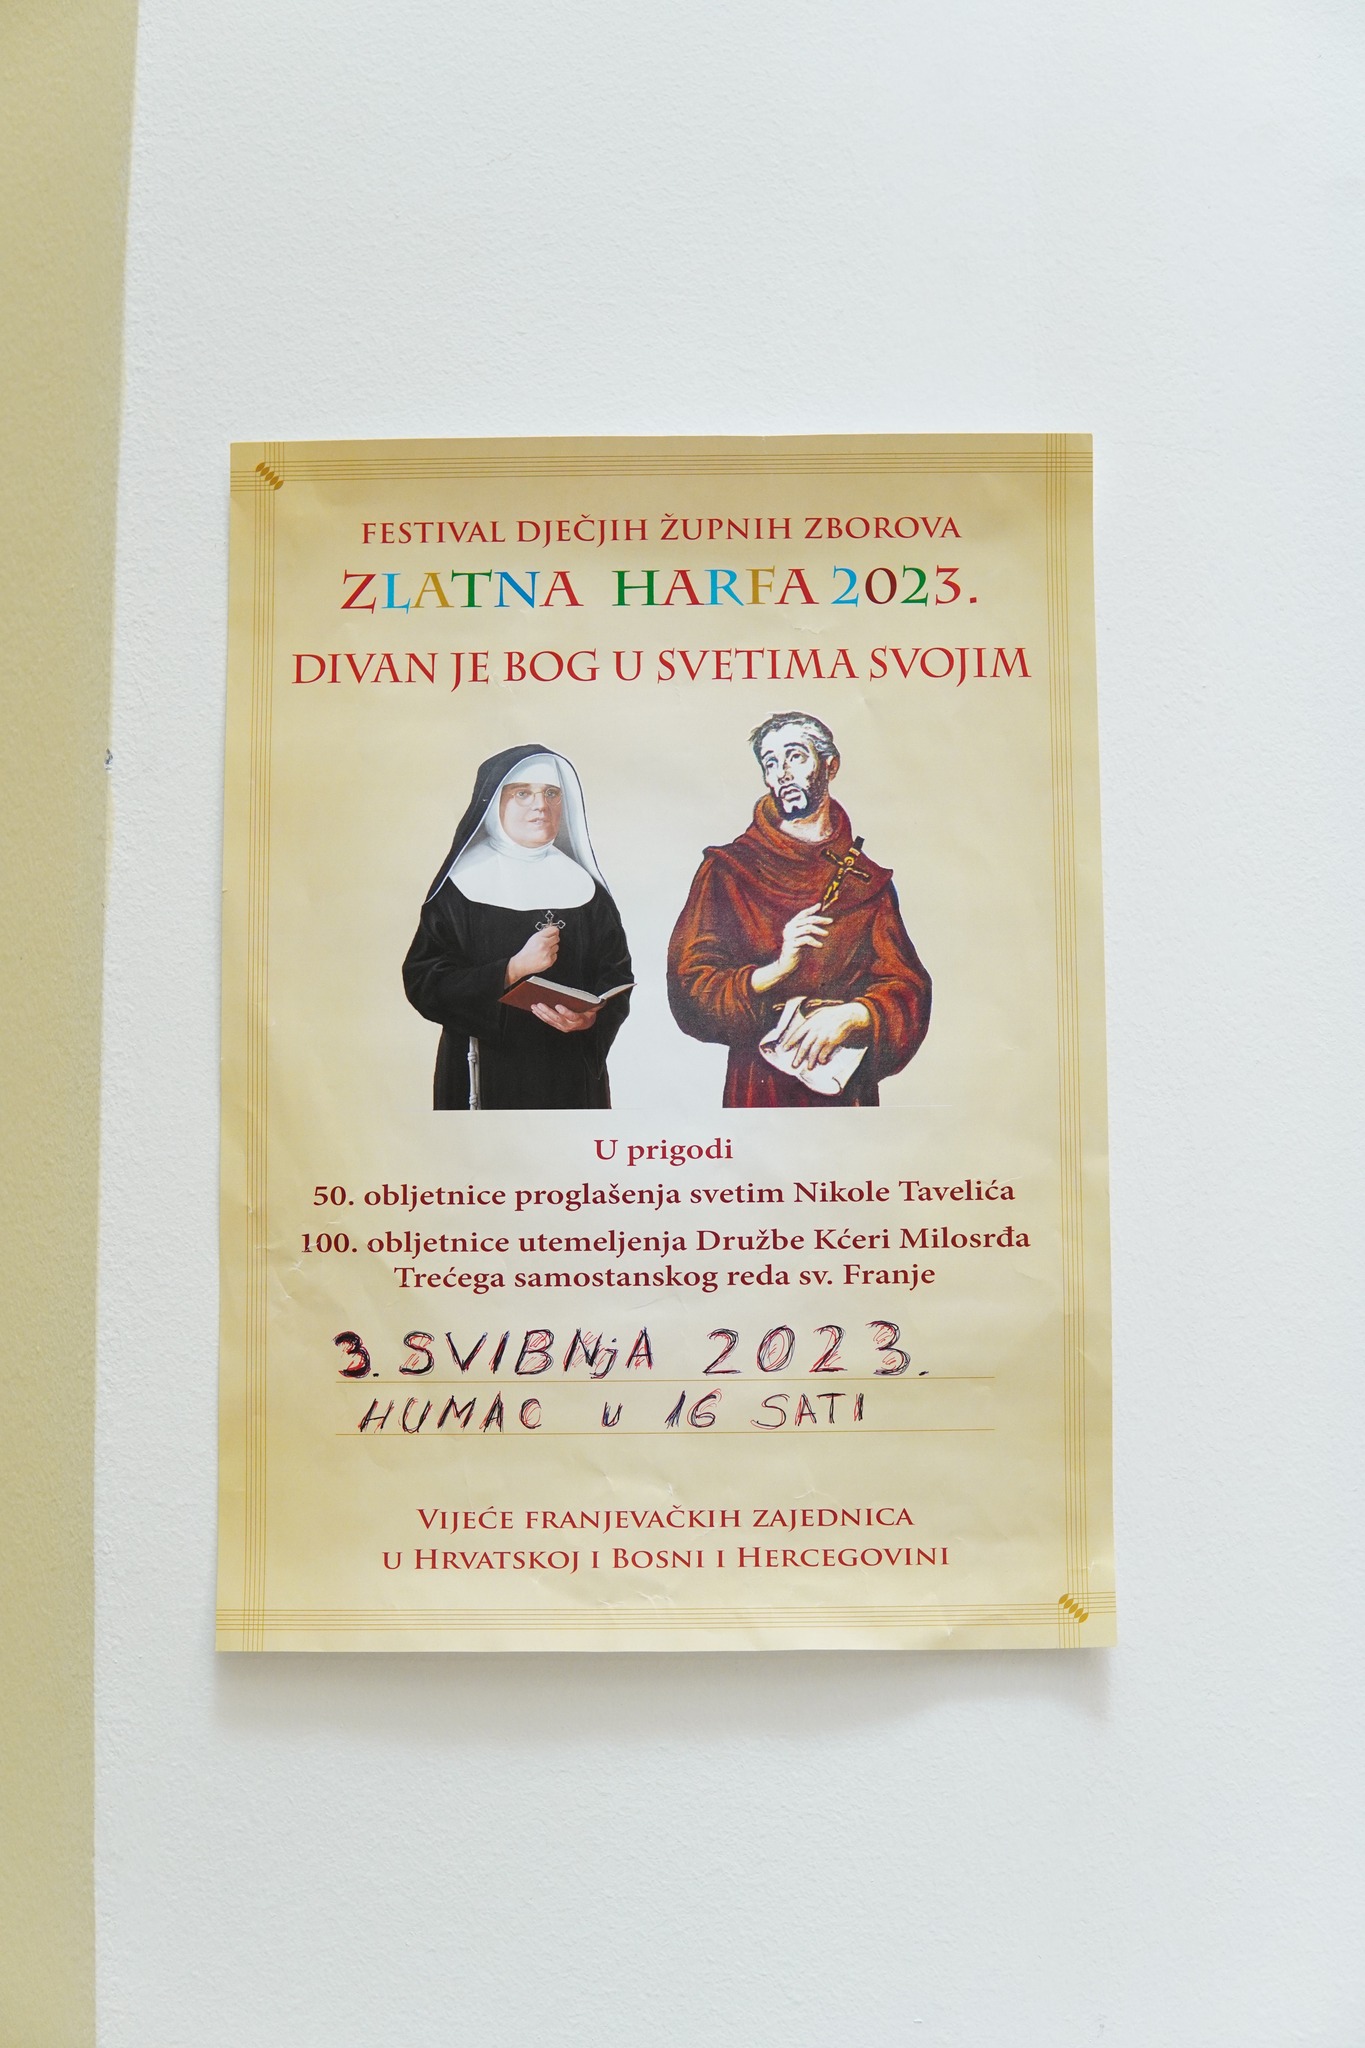 FESTIVAL DJEČJIH ŽUPNIH ZBOROVA
ZLATNA HARFA 2023.
DIVAN JE BOG U SVETIMA SVOJIM
U prigodi
50. obljetnice proglašenja svetim Nikole Tavelića
100. obljetnice utemeljenja Družbe Kćeri Milosrđa
Trećega samostanskog reda sv. Franje
3. SVIBNjA 2023.
HUMAC u 16 SATI
VIJEĆE FRANJEVAČKIH ZAJEDNICA
U HRVATSKOJ I BOSNI I HERCEGOVINI